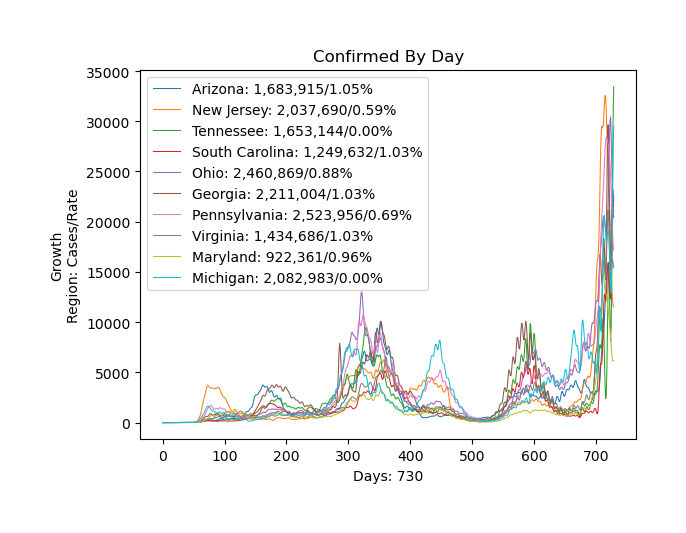 Confirmed By Day
35000
30000
25000
20000
15000
10000
5000
0
Growth
Region: Cases/Rate
Arizona: 1,683,915/1.05%
New Jersey: 2,037,690/0.59%
Tennessee: 1,653,144/0.00%
South Carolina: 1,249,632/1.03%
Ohio: 2,460,869/0.88%
Georgia: 2,211,004/1.03%
Pennsylvania: 2,523,956/0.69%
Virginia: 1,434,686/1.03%
Maryland: 922,361/0.96%
Michigan: 2,082,983/0.00%
0 100 200 300 400 500 600 700
Days: 730